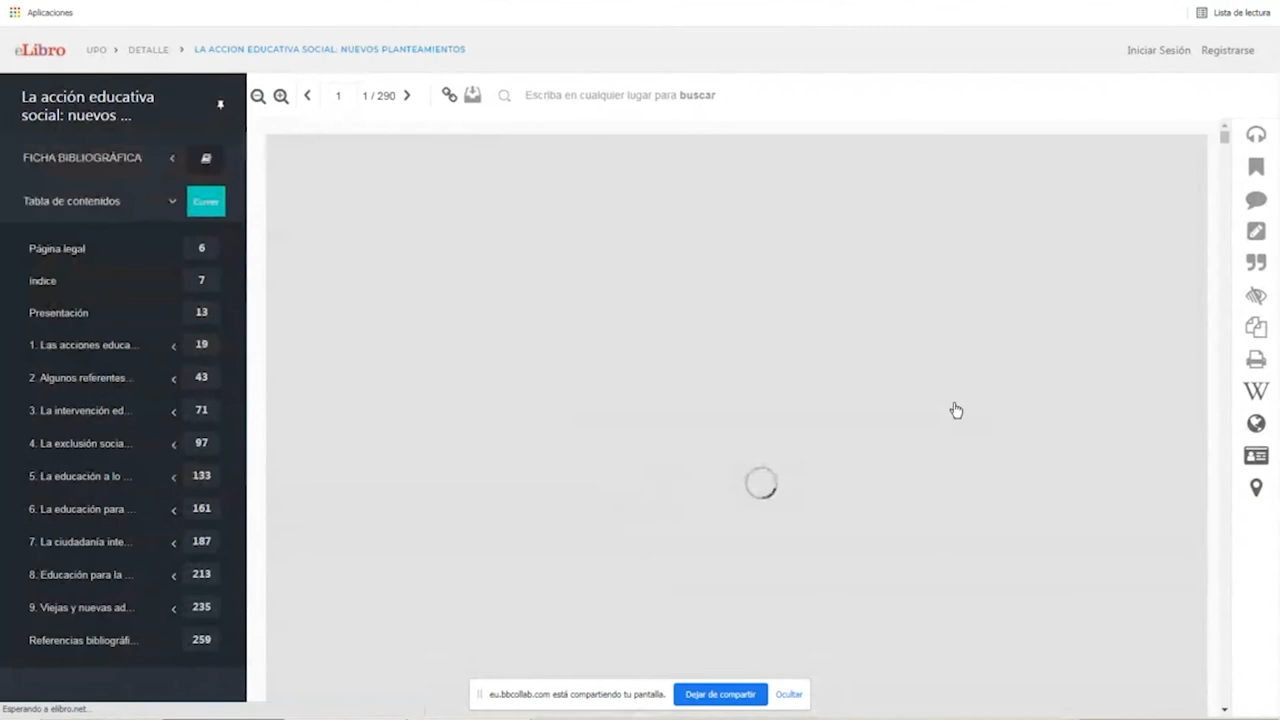 Aplicaciones
Lista de lectura
eLibro
UPO > DETALLE > LA ACCION EDUCATIVA SOCIAL: NUEVOS PLANTEAMIENTOS
Iniciar Sesión Registrarse
La acción educativa
social: nuevos ...
1
1 / 290
Escriba en cualquier lugar para buscar
FICHA BIBLIOGRÁFICA
Tabla de contenidos
Página legal 6
Índice 7
Presentación 13
1. Las acciones educa... 19
2. Algunos referentes... 43
3. La intervención ed... 71
4. La exclusión socia... 97
5. La educación a lo ... 133
6. La educación para ... 161
7. La ciudadanía inte... 187
8. Educación para la ... 213
9. Viejas y nuevas ad... 235
Referencias bibliográfi... 259
eu.bbcollab.com está compartiendo tu pantalla.
Dejar de compartir
Ocultar
Esperando a elibro.net...